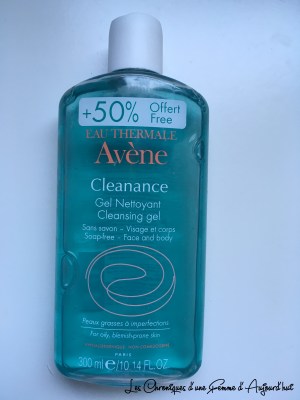 +50% Offert
Free
EAU THERMALE
Avène
Cleanance
Gel Nettoyant
Cleansing gel
Sans savon - Visage et corps
Soap-free - Face and body
Peaux grasses à imperfections
For oily, blemish-prone skin
PARIS
300 ml e/10.14 FL.OZ.
Les Chroniques d'une Femme d'Aujourd'hui